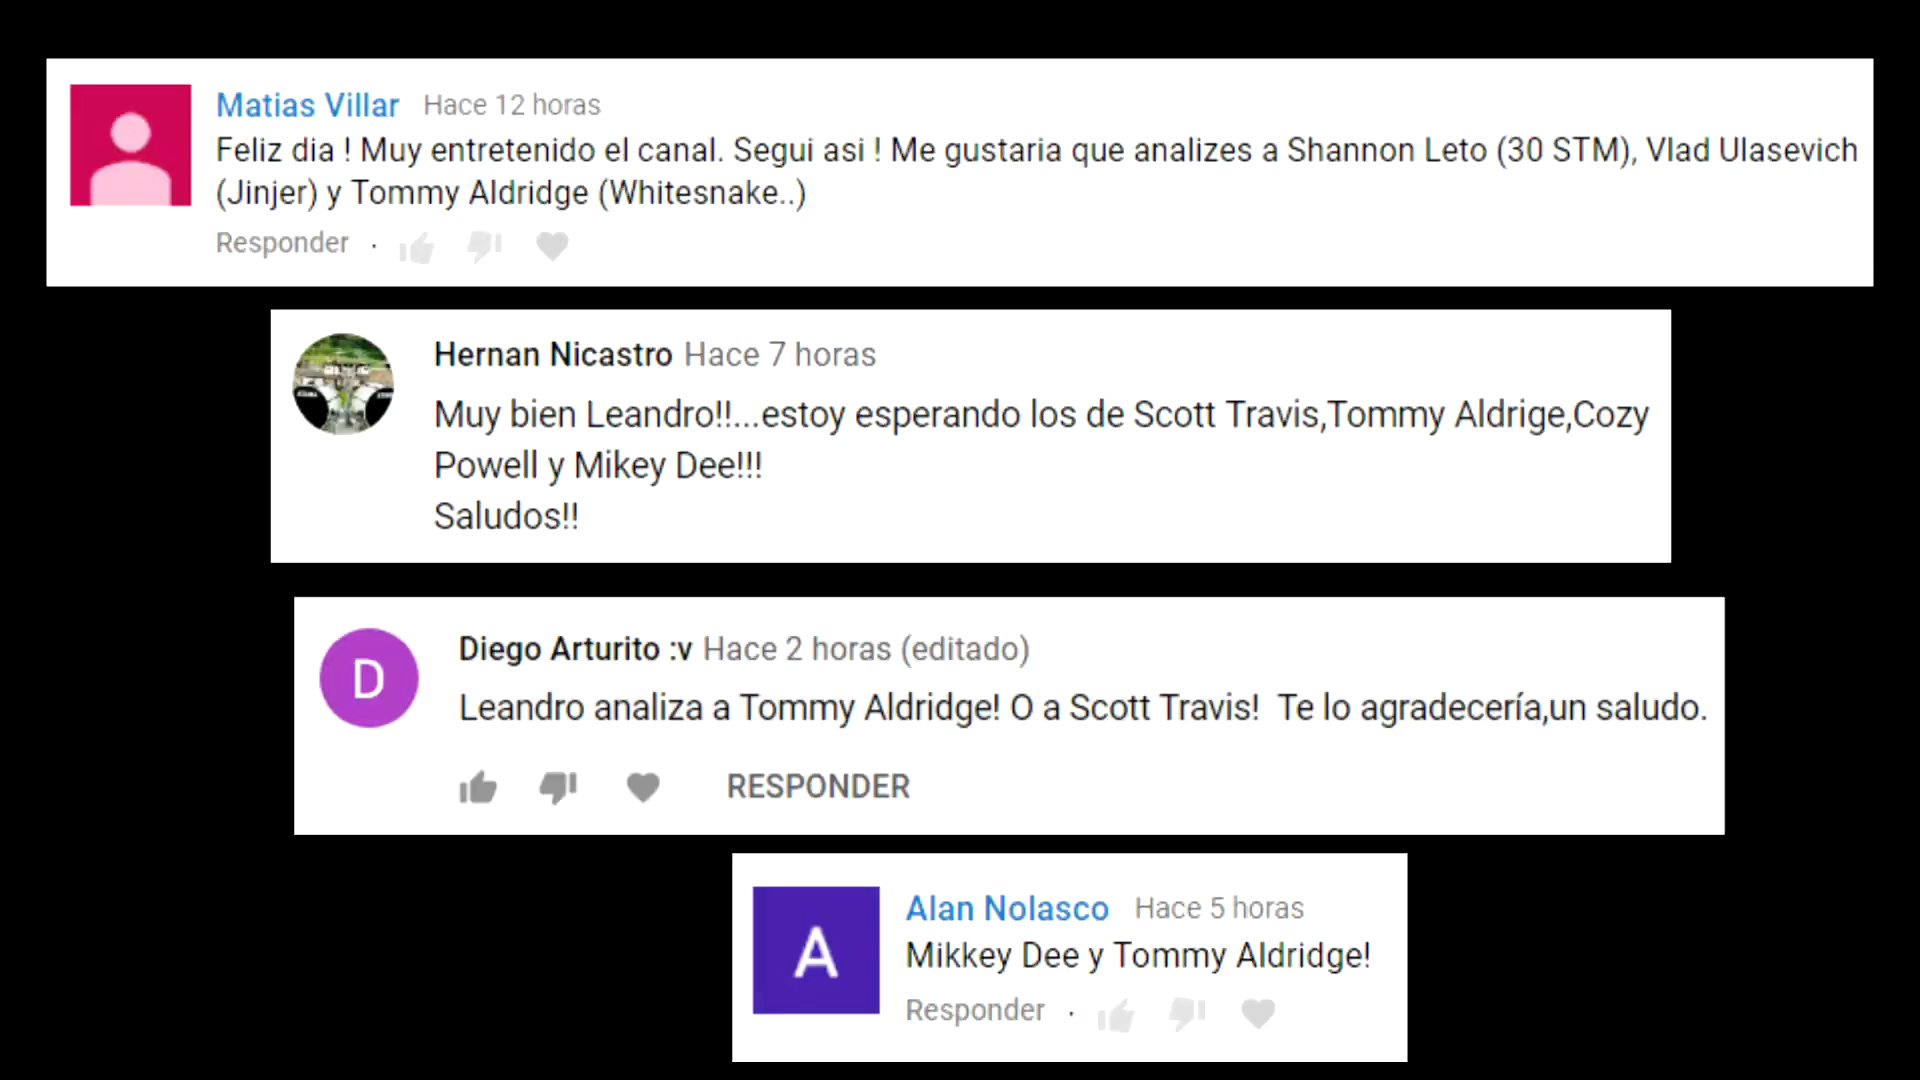 Matias Villar Hace 12 horas
Feliz dia ! Muy entretenido el canal. Segui asi ! Me gustaria que analizes a Shannon Leto (30 STM), Vlad Ulasevich
(Jinjer) y Tommy Aldridge (Whitesnake..)
Responder ·
Hernan Nicastro Hace 7 horas
Muy bien Leandro!!...estoy esperando los de Scott Travis,Tommy Aldrige,Cozy
Powell y Mikey Dee!!!
Saludos!!
D
Diego Arturito :v Hace 2 horas (editado)
Leandro analiza a Tommy Aldridge! O a Scott Travis! Te lo agradecería,un saludo.
RESPONDER
A
Alan Nolasco Hace 5 horas
Mikkey Dee y Tommy Aldridge!
Responder ·